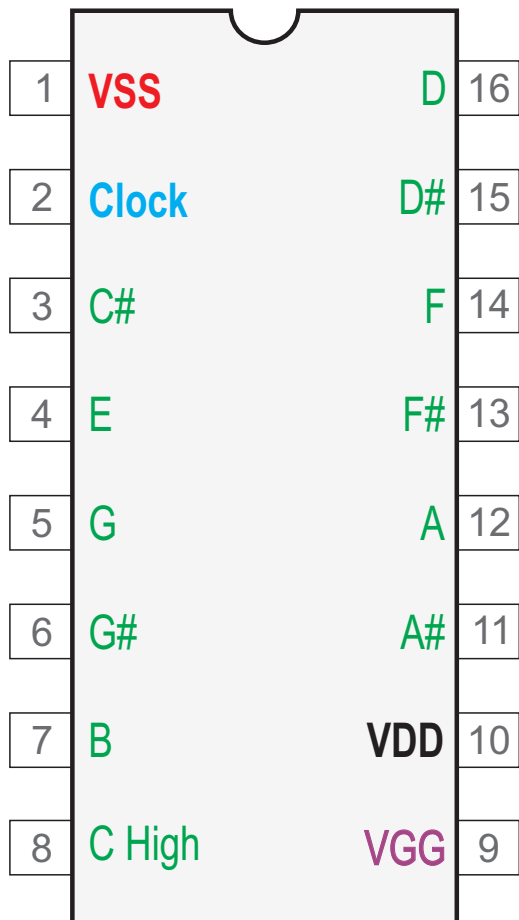 1 VSS D 16
2 Clock D# 15
3 C# F 14
4 E F# 13
5 G A 12
6 G# A# 11
7 B VDD 10
8 C High VGG 9